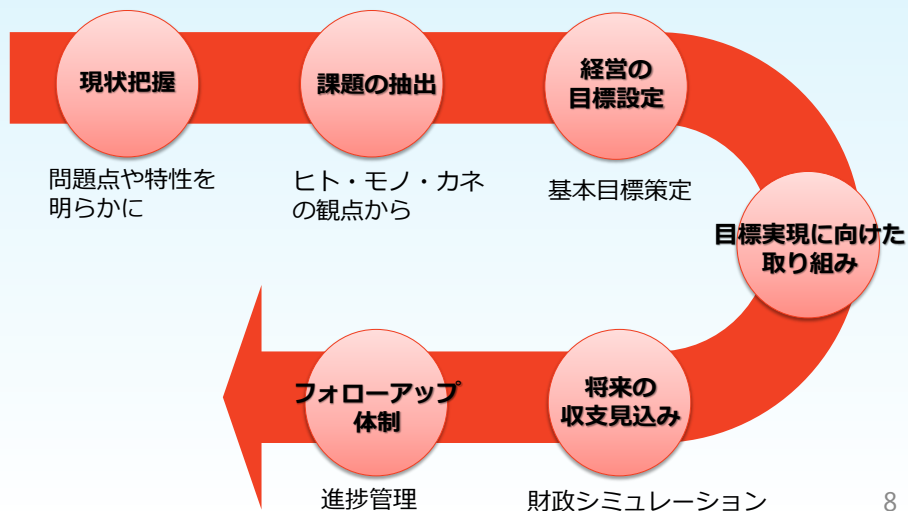 現状把握
問題点や特性を
明らかに
課題の抽出
ヒト・モノ・カネ
の観点から
経営の
目標設定
基本目標策定
目標実現に向けた
取り組み
将来の
収支見込み
財政シミュレーション
フォローアップ
体制
進捗管理
8